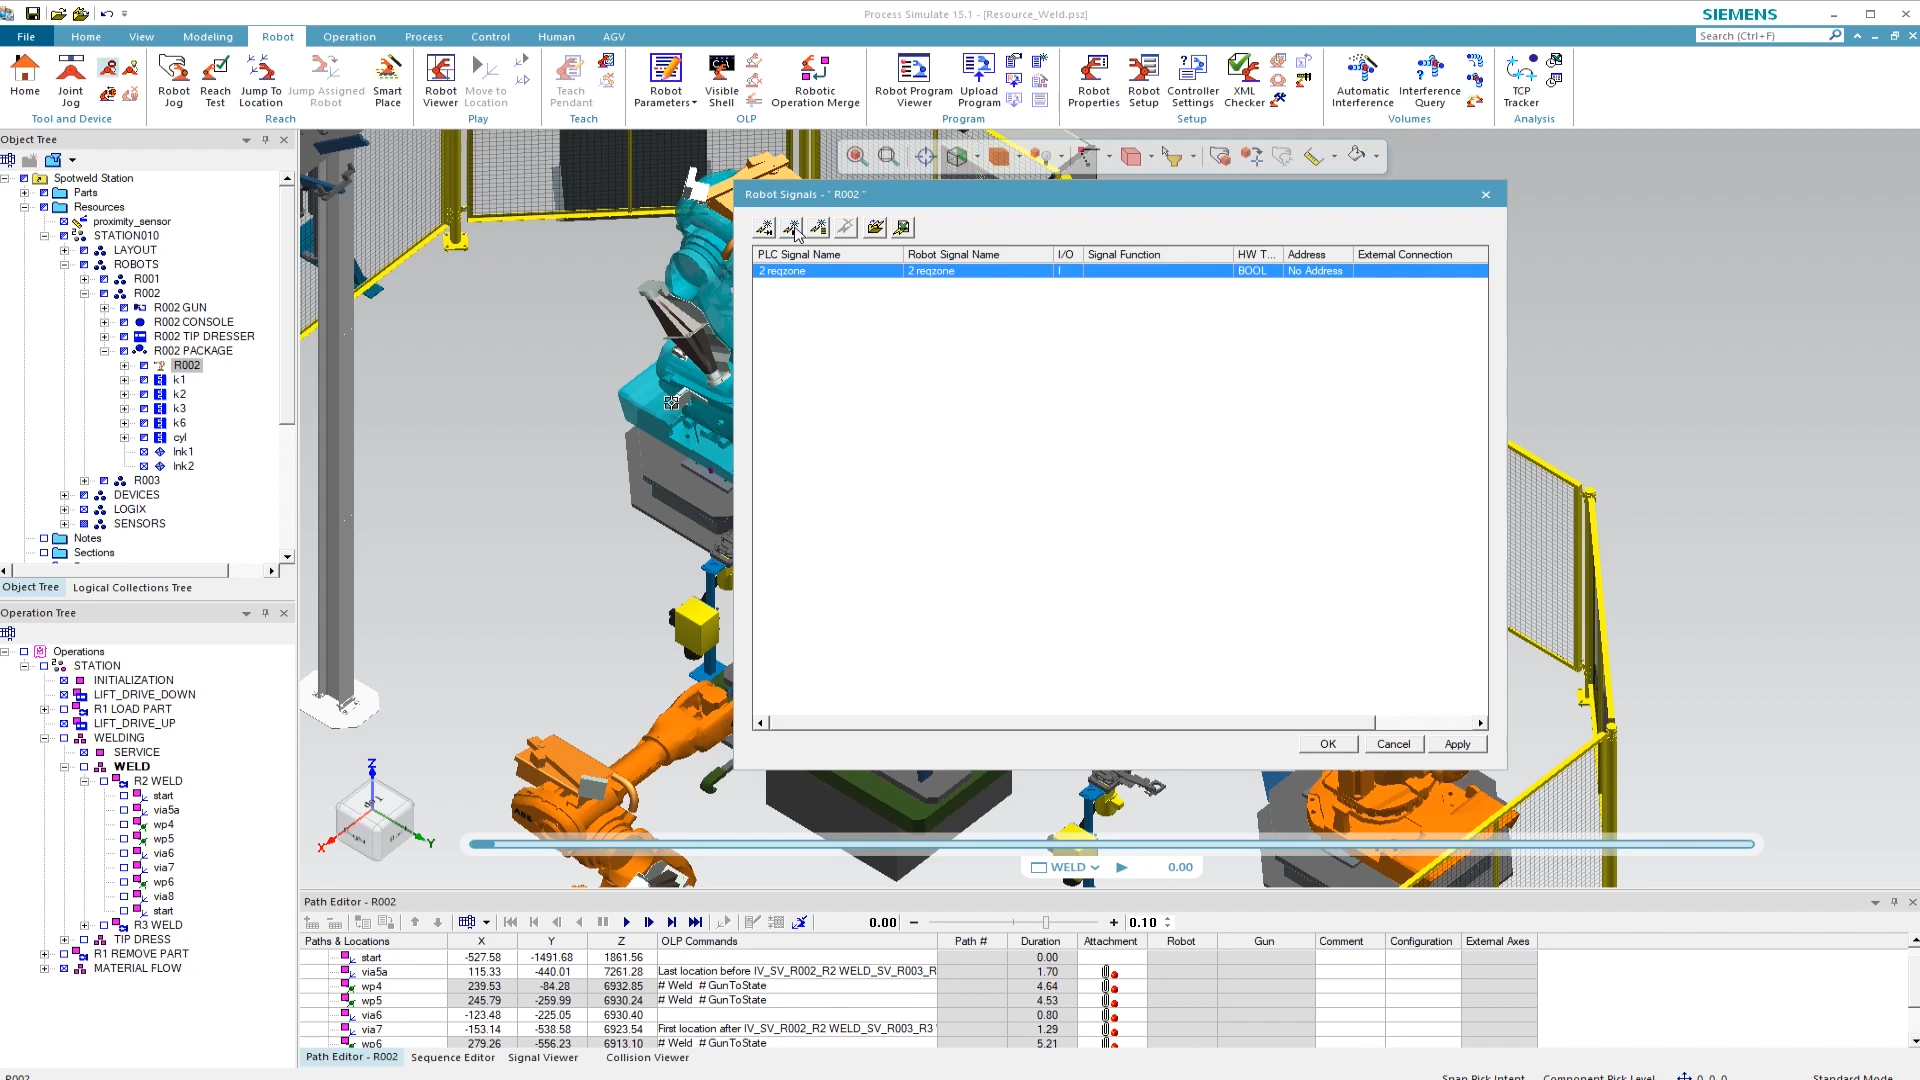 Process Simulate 15.1 - [Resource_Weld.psz]
SIEMENS
File Home View Modeling Robot Operation Process Control Human AGV
Search (Ctrl+F)
Home
Joint Jog
Robot Jog
Reach Test
Jump To Location
Jump Assigned Robot
Smart Place
Robot Viewer
Move to Location
Teach Pendant
Robot Parameters
Visible Shell
Robotic Operation Merge
Robot Program Viewer
Upload Program
Robot Properties
Robot Setup
Controller Settings
XML Checker
Automatic Interference
Interference Query
TCP Tracker
Tool and Device Reach Play Teach OLP Program Setup Volumes Analysis
Object Tree
Spotweld Station
Parts
Resources
proximity_sensor
STATION010
LAYOUT
ROBOTS
R001
R002
R002 GUN
R002 CONSOLE
R002 TIP DRESSER
R002 PACKAGE
R002
k1
k2
k3
k6
cyl
lnk1
lnk2
R003
DEVICES
LOGIX
SENSORS
Notes
Sections
Object Tree Logical Collections Tree
Operation Tree
Operations
STATION
INITIALIZATION
LIFT_DRIVE_DOWN
R1 LOAD PART
LIFT_DRIVE_UP
WELDING
SERVICE
WELD
R2 WELD
start
via5a
wp4
wp5
via6
via7
wp6
via8
start
R3 WELD
TIP DRESS
R1 REMOVE PART
MATERIAL FLOW
Robot Signals - " R002 "
PLC Signal Name Robot Signal Name I/O Signal Function HW T... Address External Connection
2 reqzone 2 reqzone I BOOL No Address
OK Cancel Apply
Z
X
Y
WELD 0.00
Path Editor - R002
0.00 0.10
Paths & Locations X Y Z OLP Commands Path # Duration Attachment Robot Gun Comment Configuration External Axes
start -527.58 -1491.68 1861.56 0.00
via5a 115.33 -440.01 7261.28 Last location before IV_SV_R002_R2 WELD_SV_R003_R 1.70
wp4 239.53 -84.28 6932.85 # Weld # GunToState 4.64
wp5 245.79 -259.99 6930.24 # Weld # GunToState 4.53
via6 -123.48 -225.05 6930.40 0.80
via7 -153.14 -538.58 6923.54 First location after IV_SV_R002_R2 WELD_SV_R003_R3 1.29
wp6 279.26 -556.23 6913.10 # Weld # GunToState 5.21
Path Editor - R002 Sequence Editor Signal Viewer Collision Viewer
R002
Snap Pick Intent Component Pick Level 0, 0, 0 Standard Mode